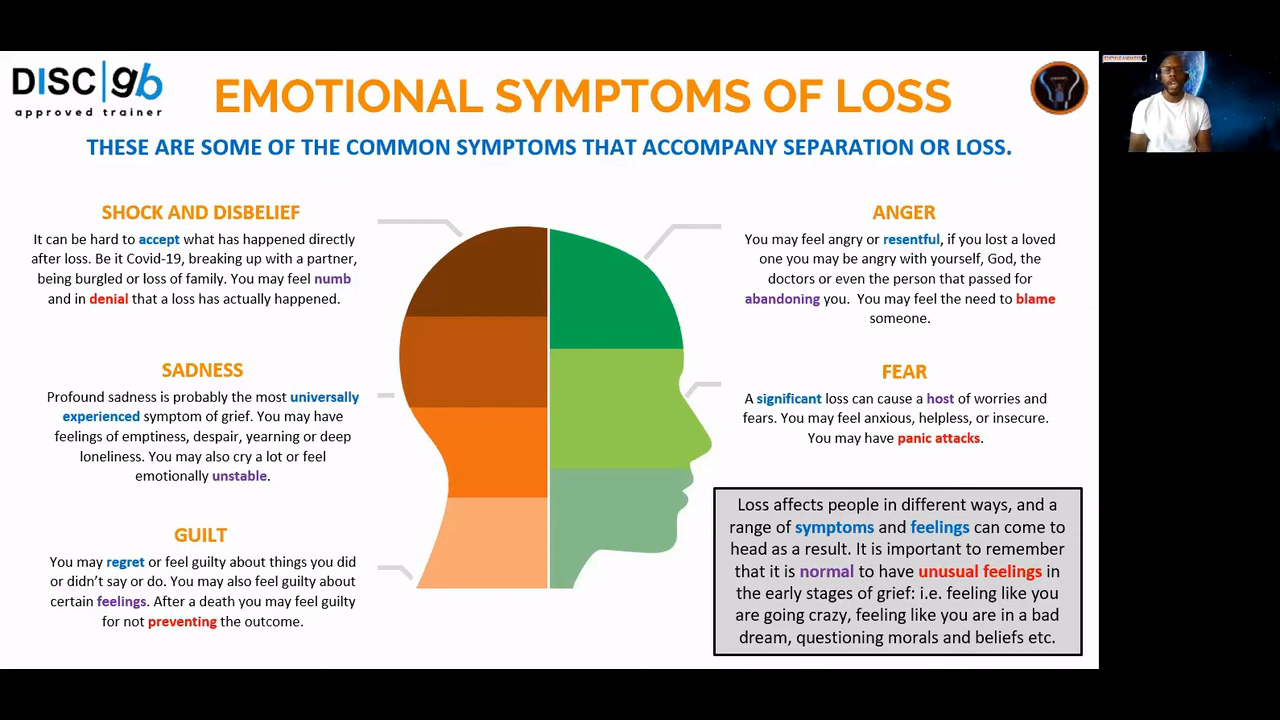 DISC|gb
approved trainer
EMOTIONAL SYMPTOMS OF LOSS
THESE ARE SOME OF THE COMMON SYMPTOMS THAT ACCOMPANY SEPARATION OR LOSS.
SHOCK AND DISBELIEF
It can be hard to accept what has happened directly
after loss. Be it Covid-19, breaking up with a partner,
being burgled or loss of family. You may feel numb
and in denial that a loss has actually happened.
SADNESS
Profound sadness is probably the most universally
experienced symptom of grief. You may have
feelings of emptiness, despair, yearning or deep
loneliness. You may also cry a lot or feel
emotionally unstable.
GUILT
You may regret or feel guilty about things you did
or didn't say or do. You may also feel guilty about
certain feelings. After a death you may feel guilty
for not preventing the outcome.
ANGER
You may feel angry or resentful, if you lost a loved
one you may be angry with yourself, God, the
doctors or even the person that passed for
abandoning you. You may feel the need to blame
someone.
FEAR
A significant loss can cause a host of worries and
fears. You may feel anxious, helpless, or insecure.
You may have panic attacks.
Loss affects people in different ways, and a
range of symptoms and feelings can come to
head as a result. It is important to remember
that it is normal to have unusual feelings in
the early stages of grief: i.e. feeling like you
are going crazy, feeling like you are in a bad
dream, questioning morals and beliefs etc.